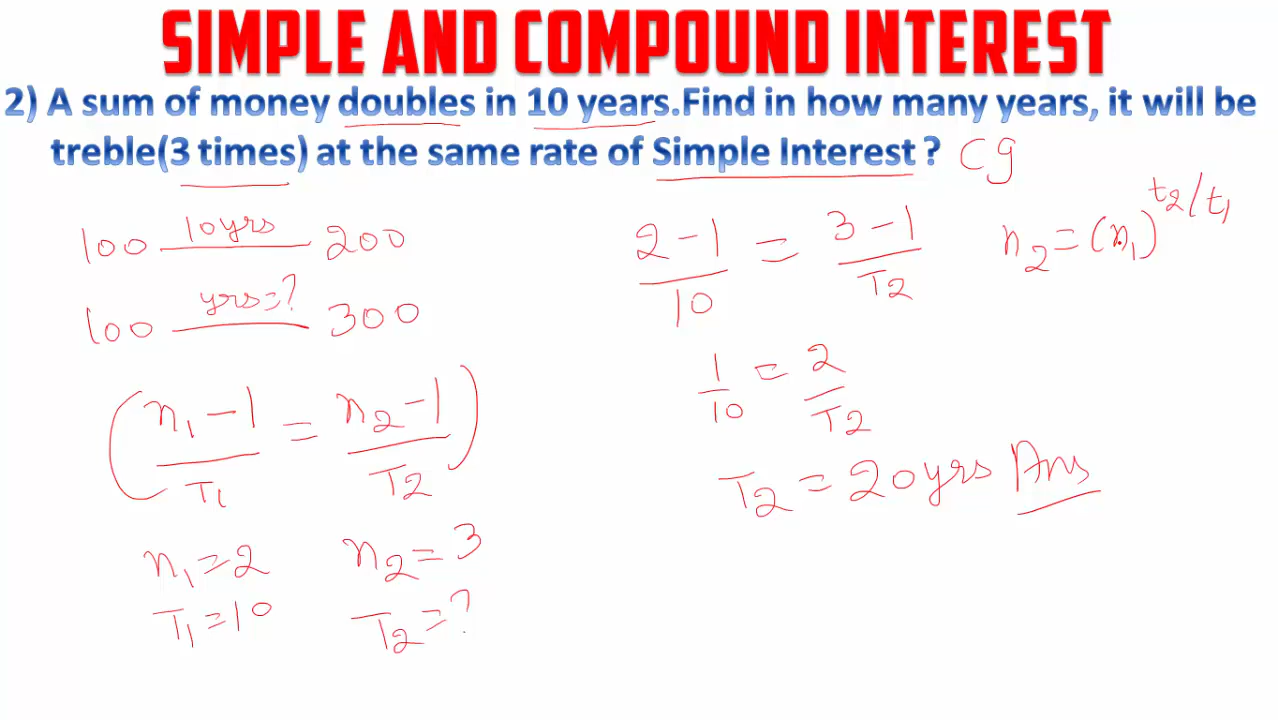 SIMPLE AND COMPOUND INTEREST
2) A sum of money doubles in 10 years.Find in how many years, it will be
treble(3 times) at the same rate of Simple Interest ?
100 10yrs 200
100 yrs=? 300
(n₁-1/T₁ = n₂-1/T₂)
n₁=2 n₂=3
T₁=10 T₂=?
2-1/10 = 3-1/T₂
1/10 = 2/T₂
T₂=20yrs Ans
n₂=(n₁)^t₂/t₁